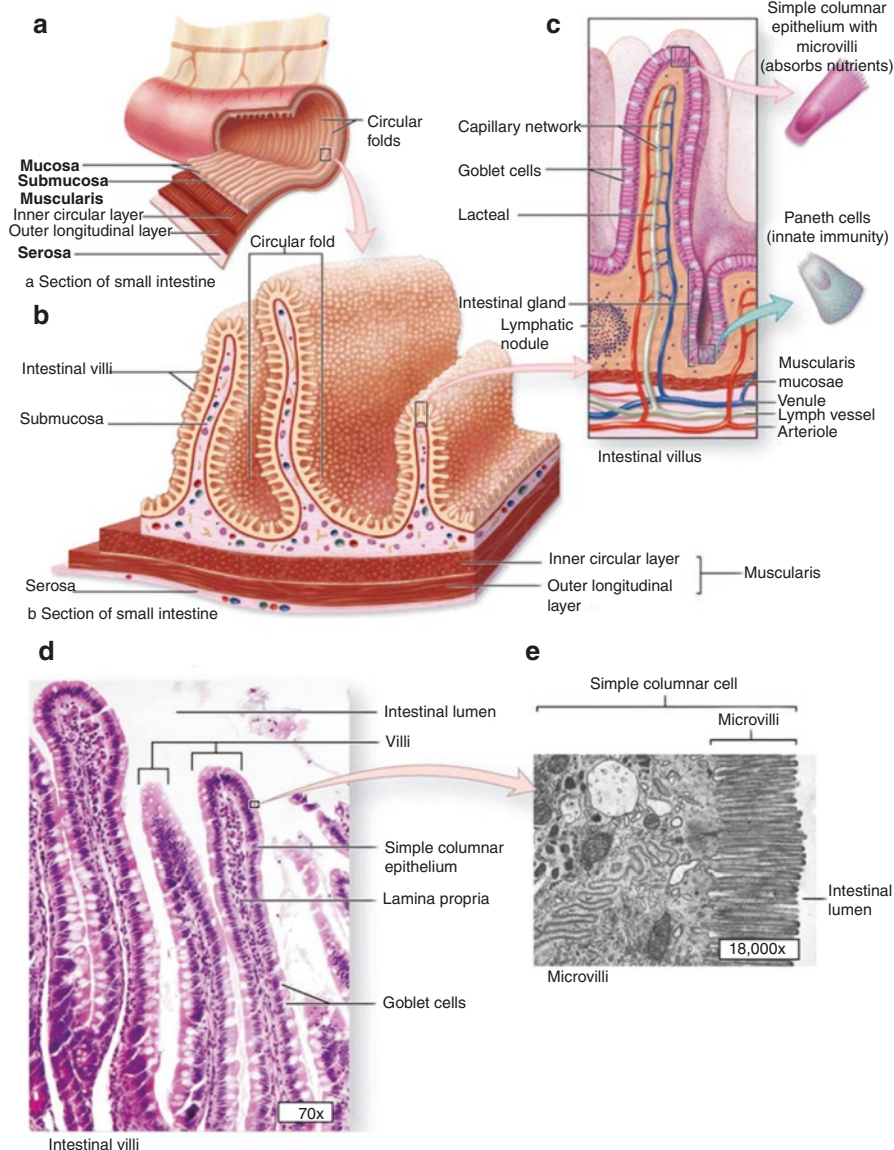 a
Circular
folds
Mucosa
Submucosa
Muscularis
Inner circular layer
Outer longitudinal layer
Serosa
a Section of small intestine
c
Simple columnar
epithelium with
microvilli
(absorbs nutrients)
Capillary network
Goblet cells
Lacteal
Paneth cells
(innate immunity)
Intestinal gland
Lymphatic
nodule
Muscularis
mucosae
Venule
Lymph vessel
Arteriole
Intestinal villus
b
Circular fold
Intestinal villi
Submucosa
Inner circular layer
Outer longitudinal
layer
Muscularis
Serosa
b Section of small intestine
d
Intestinal lumen
Villi
Simple columnar
epithelium
Lamina propria
Goblet cells
70x
Intestinal villi
e
Simple columnar cell
Microvilli
Intestinal
lumen
18,000x
Microvilli